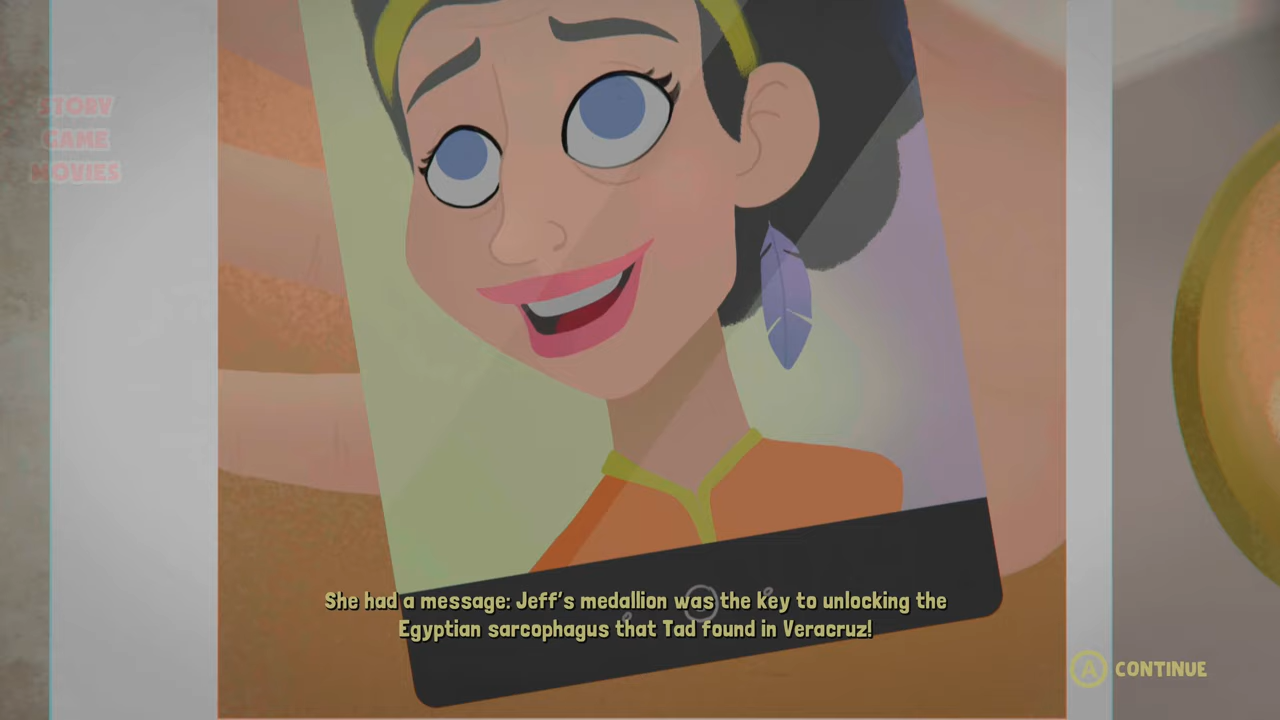 STORY
GAME
MOVIES
She had a message: Jeff's medallion was the key to unlocking the
Egyptian sarcophagus that Tad found in Veracruz!
A CONTINUE